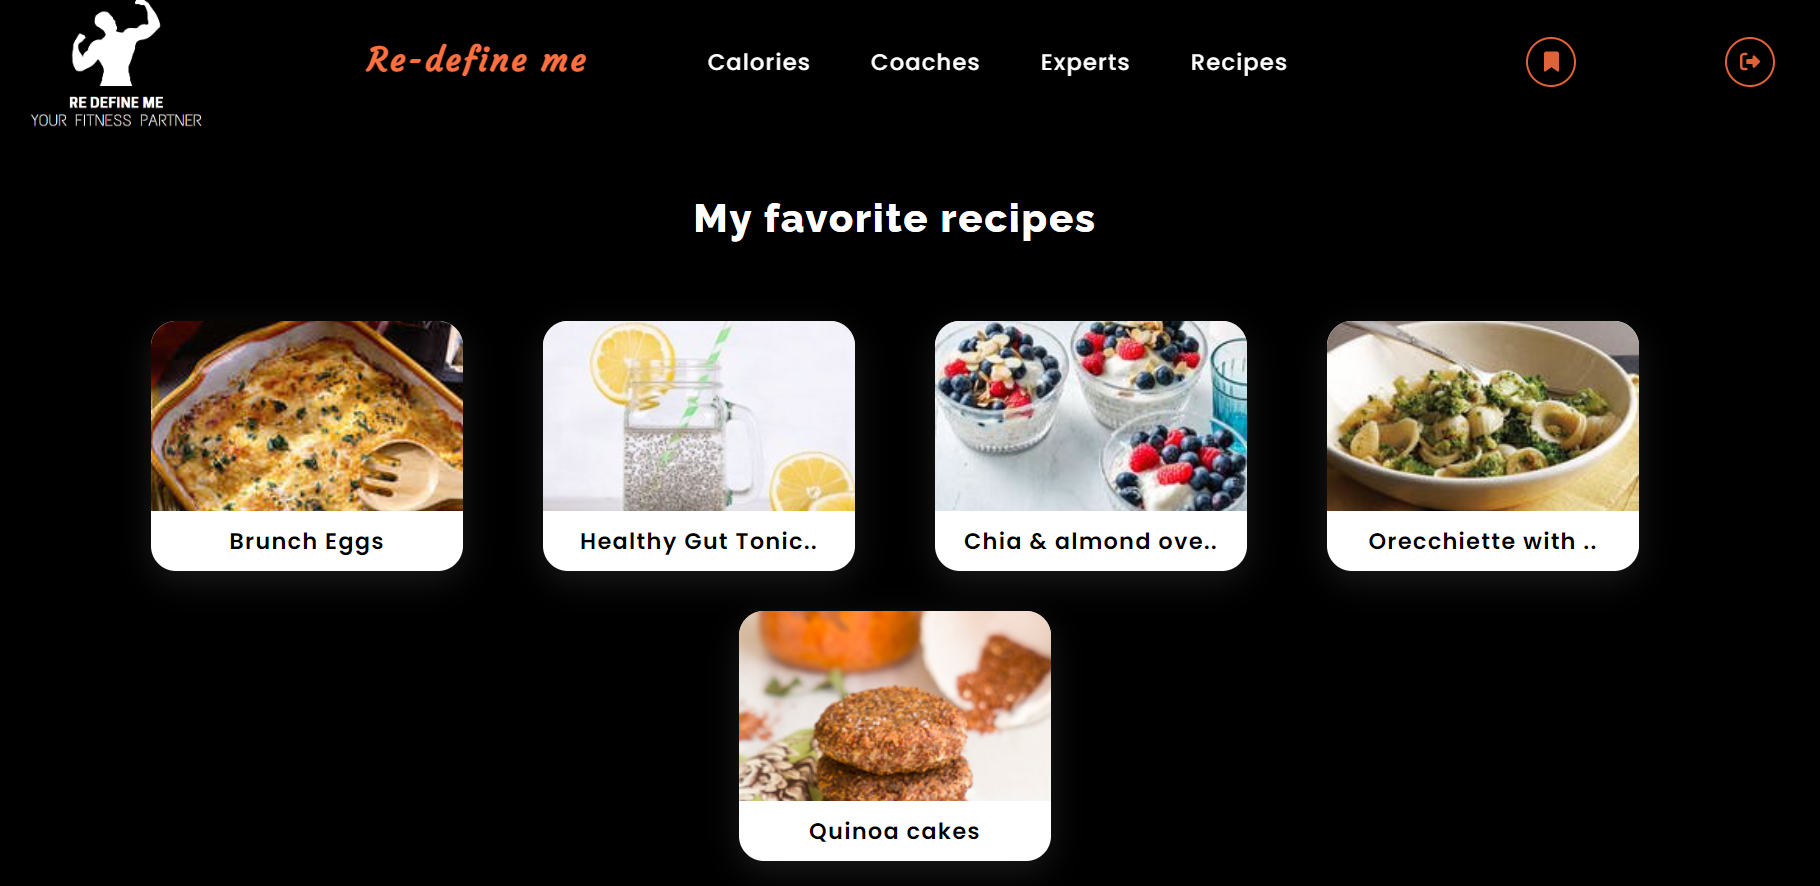 RE DEFINE ME
YOUR FITNESS PARTNER
Re-define me
Calories
Coaches
Experts
Recipes
My favorite recipes
Brunch Eggs
Healthy Gut Tonic..
Chia & almond ove..
Orecchiette with ..
Quinoa cakes